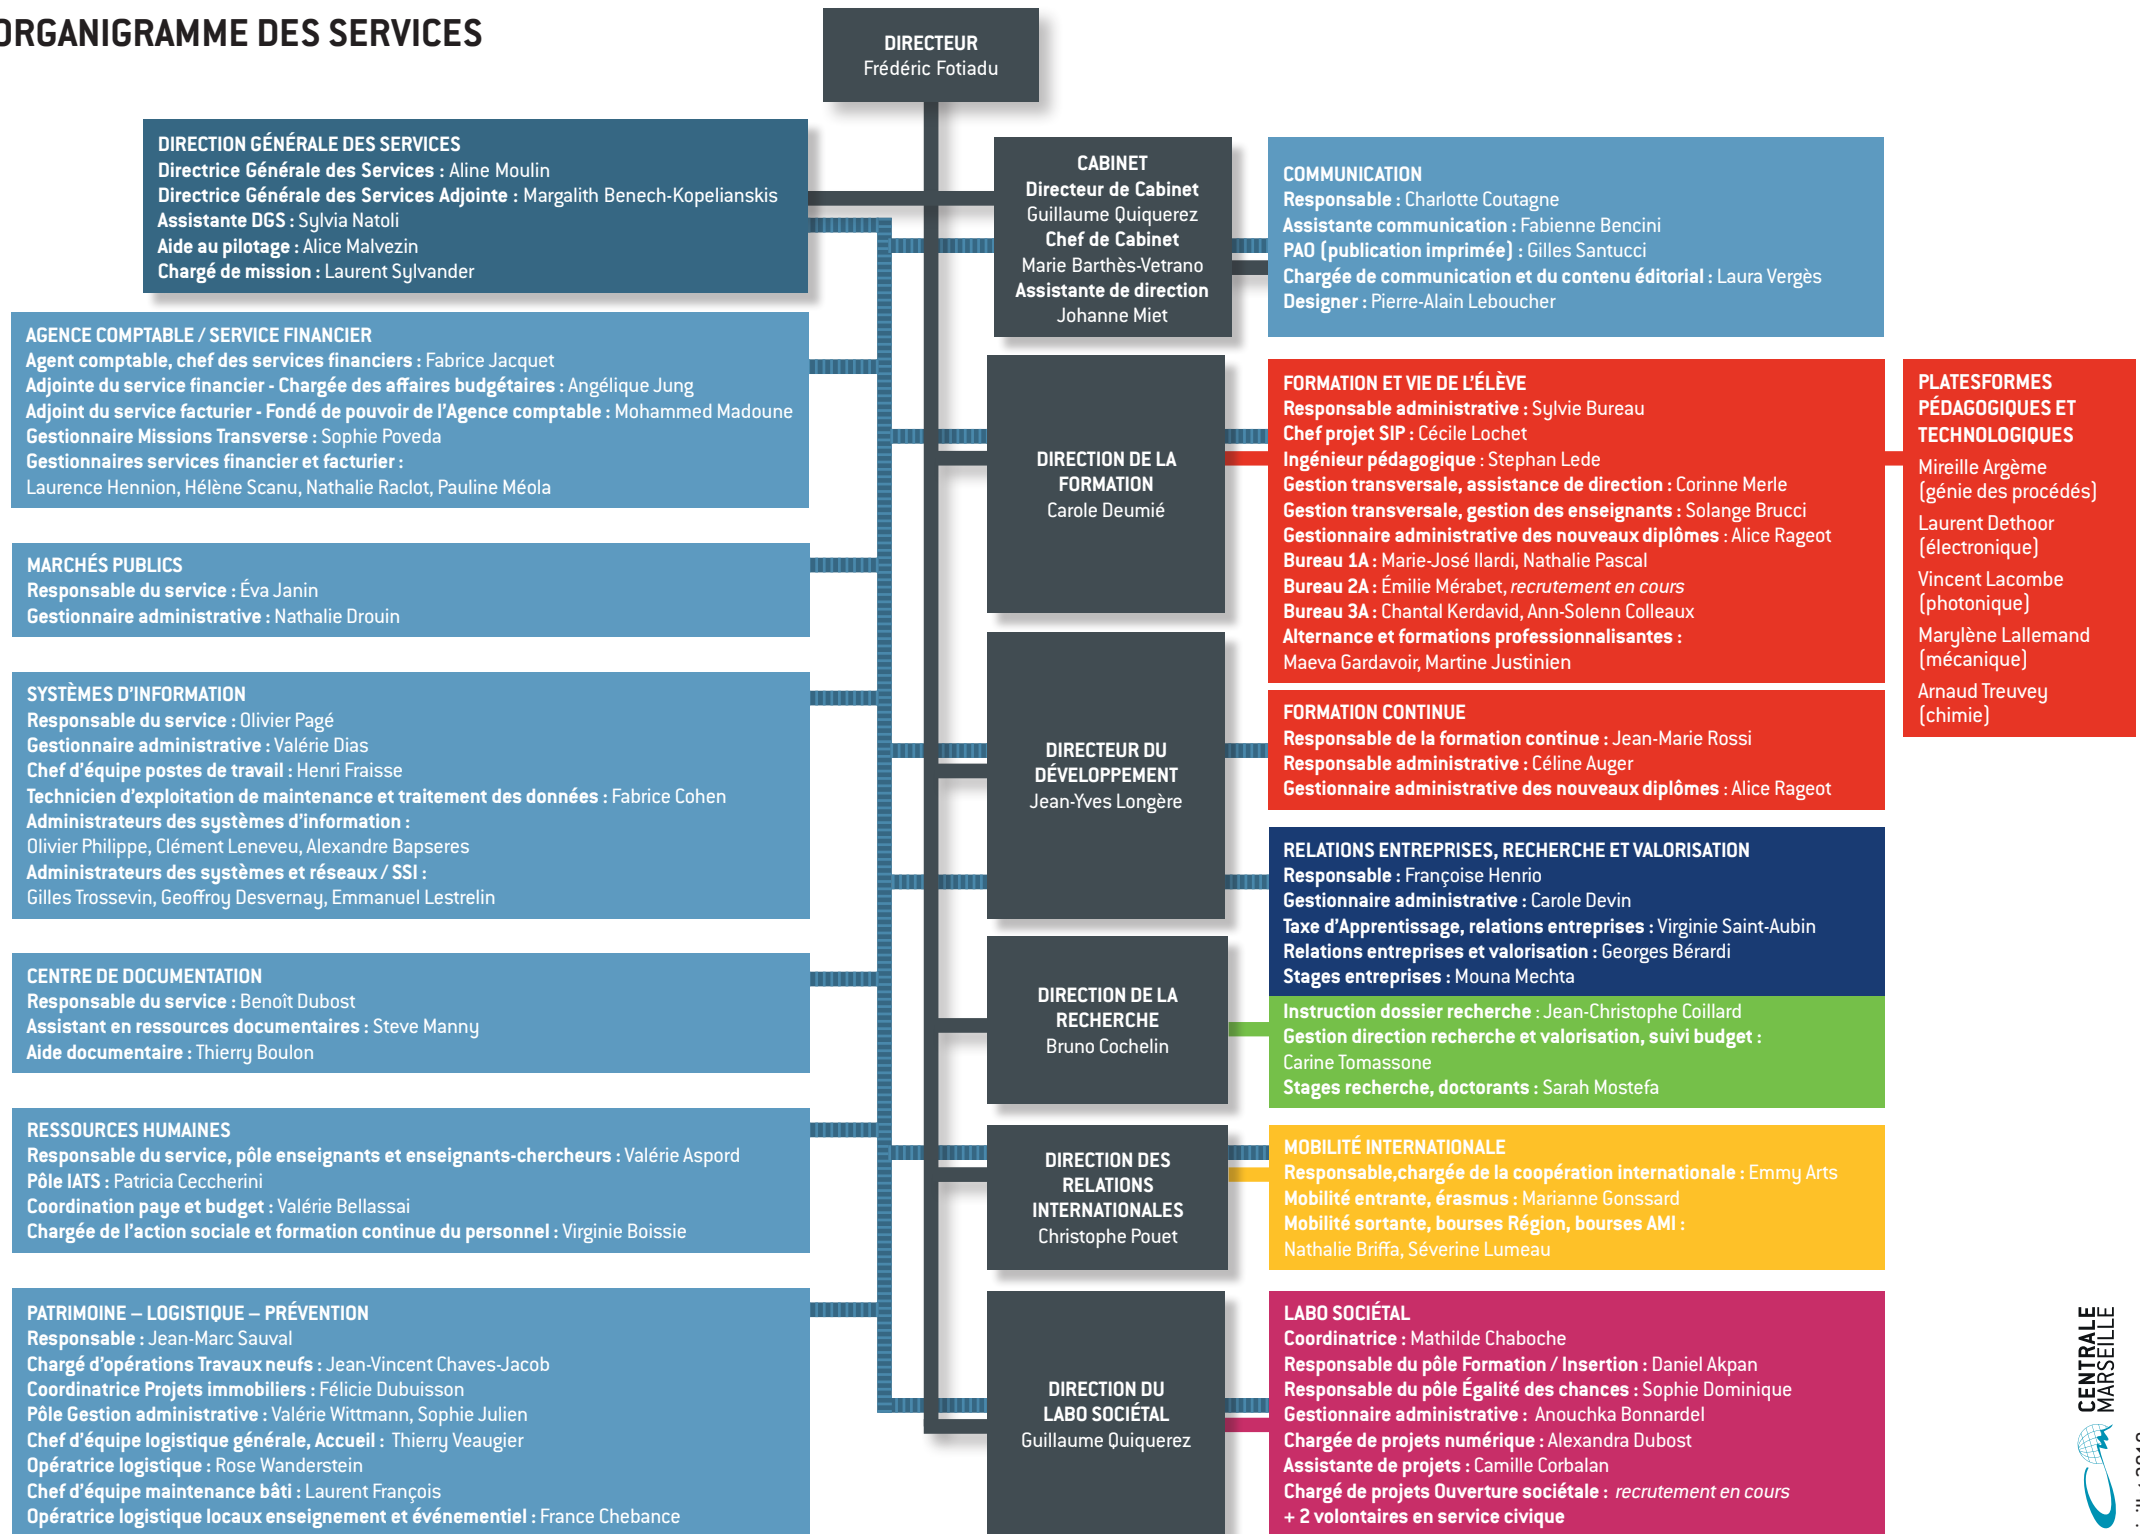 ORGANIGRAMME DES SERVICES
DIRECTEUR
Frédéric Fotiadu
DIRECTION GÉNÉRALE DES SERVICES
Directrice Générale des Services : Aline Moulin
Directrice Générale des Services Adjointe : Margalith Benech-Kopelianskis
Assistante DGS : Sylvia Natoli
Aide au pilotage : Alice Malvezin
Chargé de mission : Laurent Sylvander
AGENCE COMPTABLE / SERVICE FINANCIER
Agent comptable, chef des services financiers : Fabrice Jacquet
Adjointe du service financier - Chargée des affaires budgétaires : Angélique Jung
Adjoint du service facturier - Fondé de pouvoir de l'Agence comptable : Mohammed Madoune
Gestionnaire Missions Transverse : Sophie Poveda
Gestionnaires services financier et facturier :
Laurence Hennion, Hélène Scanu, Nathalie Raclot, Pauline Méola
MARCHÉS PUBLICS
Responsable du service : Éva Janin
Gestionnaire administrative : Nathalie Drouin
SYSTÈMES D'INFORMATION
Responsable du service : Olivier Pagé
Gestionnaire administrative : Valérie Dias
Chef d'équipe postes de travail : Henri Fraisse
Technicien d'exploitation de maintenance et traitement des données : Fabrice Cohen
Administrateurs des systèmes d'information :
Olivier Philippe, Clément Leneveu, Alexandre Bapseres
Administrateurs des systèmes et réseaux / SSI :
Gilles Trossevin, Geoffroy Desvernay, Emmanuel Lestrelin
CENTRE DE DOCUMENTATION
Responsable du service : Benoît Dubost
Assistant en ressources documentaires : Steve Manny
Aide documentaire : Thierry Boulon
RESSOURCES HUMAINES
Responsable du service, pôle enseignants et enseignants-chercheurs : Valérie Aspord
Pôle IATS : Patricia Ceccherini
Coordination paye et budget : Valérie Bellassai
Chargée de l'action sociale et formation continue du personnel : Virginie Boissie
PATRIMOINE – LOGISTIQUE – PRÉVENTION
Responsable : Jean-Marc Sauval
Chargé d'opérations Travaux neufs : Jean-Vincent Chaves-Jacob
Coordinatrice Projets immobiliers : Félicie Dubuisson
Pôle Gestion administrative : Valérie Wittmann, Sophie Julien
Chef d'équipe logistique générale, Accueil : Thierry Veaugier
Opératrice logistique : Rose Wanderstein
Chef d'équipe maintenance bâti : Laurent François
Opératrice logistique locaux enseignement et événementiel : France Chebance
CABINET
Directeur de Cabinet
Guillaume Quiquerez
Chef de Cabinet
Marie Barthès-Vetrano
Assistante de direction
Johanne Miet
DIRECTION DE LA
FORMATION
Carole Deumié
DIRECTEUR DU
DÉVELOPPEMENT
Jean-Yves Longère
DIRECTION DE LA
RECHERCHE
Bruno Cochelin
DIRECTION DES
RELATIONS
INTERNATIONALES
Christophe Pouet
DIRECTION DU
LABO SOCIÉTAL
Guillaume Quiquerez
COMMUNICATION
Responsable : Charlotte Coutagne
Assistante communication : Fabienne Bencini
PAO (publication imprimée) : Gilles Santucci
Chargée de communication et du contenu éditorial : Laura Vergès
Designer : Pierre-Alain Leboucher
FORMATION ET VIE DE L'ÉLÈVE
Responsable administrative : Sylvie Bureau
Chef projet SIP : Cécile Lochet
Ingénieur pédagogique : Stephan Lede
Gestion transversale, assistance de direction : Corinne Merle
Gestion transversale, gestion des enseignants : Solange Brucci
Gestionnaire administrative des nouveaux diplômes : Alice Rageot
Bureau 1A : Marie-José Ilardi, Nathalie Pascal
Bureau 2A : Émilie Mérabet, recrutement en cours
Bureau 3A : Chantal Kerdavid, Ann-Solenn Colleaux
Alternance et formations professionnalisantes :
Maeva Gardavoir, Martine Justinien
FORMATION CONTINUE
Responsable de la formation continue : Jean-Marie Rossi
Responsable administrative : Céline Auger
Gestionnaire administrative des nouveaux diplômes : Alice Rageot
RELATIONS ENTREPRISES, RECHERCHE ET VALORISATION
Responsable : Françoise Henrio
Gestionnaire administrative : Carole Devin
Taxe d'Apprentissage, relations entreprises : Virginie Saint-Aubin
Relations entreprises et valorisation : Georges Bérardi
Stages entreprises : Mouna Mechta
Instruction dossier recherche : Jean-Christophe Coillard
Gestion direction recherche et valorisation, suivi budget :
Carine Tomassone
Stages recherche, doctorants : Sarah Mostefa
MOBILITÉ INTERNATIONALE
Responsable,chargée de la coopération internationale : Emmy Arts
Mobilité entrante, érasmus : Marianne Gonssard
Mobilité sortante, bourses Région, bourses AMI :
Nathalie Briffa, Séverine Lumeau
LABO SOCIÉTAL
Coordinatrice : Mathilde Chaboche
Responsable du pôle Formation / Insertion : Daniel Akpan
Responsable du pôle Égalité des chances : Sophie Dominique
Gestionnaire administrative : Anouchka Bonnardel
Chargée de projets numérique : Alexandra Dubost
Assistante de projets : Camille Corbalan
Chargé de projets Ouverture sociétale : recrutement en cours
+ 2 volontaires en service civique
PLATESFORMES
PÉDAGOGIQUES ET
TECHNOLOGIQUES
Mireille Argème
(génie des procédés)
Laurent Dethoor
(électronique)
Vincent Lacombe
(photonique)
Marylène Lallemand
(mécanique)
Arnaud Treuvey
(chimie)
CENTRALE
MARSEILLE